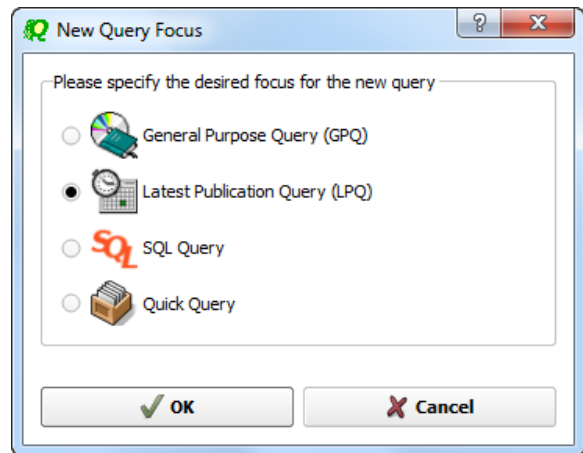 New Query Focus
?
Please specify the desired focus for the new query
General Purpose Query (GPQ)
Latest Publication Query (LPQ)
SQL
SQL Query
Quick Query
OK
Cancel